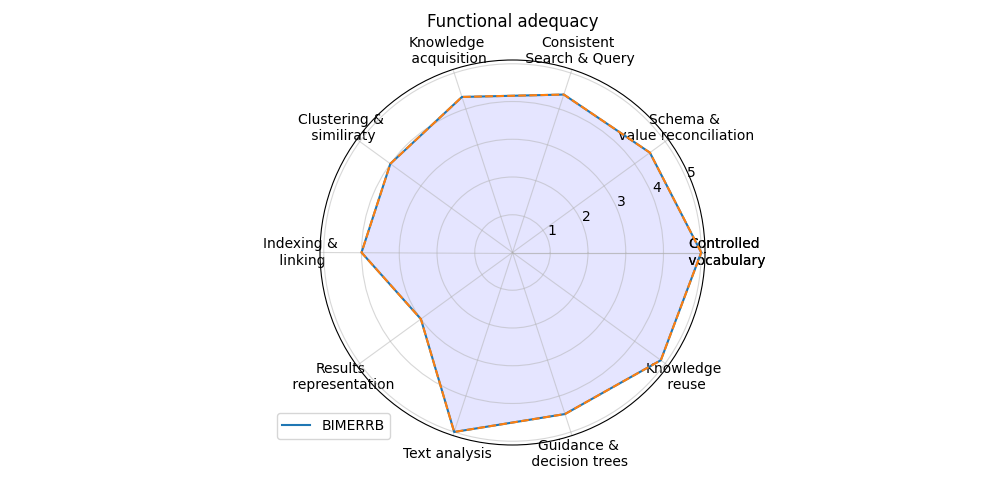 Functional adequacy
Knowledge
acquisition
Consistent
Search & Query
Clustering &
similiraty
Schema &
value reconciliation
5
4
3
2
1
Indexing &
linking
Controlled
vocabulary
Results
representation
Knowledge
reuse
BIMERRB
Text analysis
Guidance &
decision trees